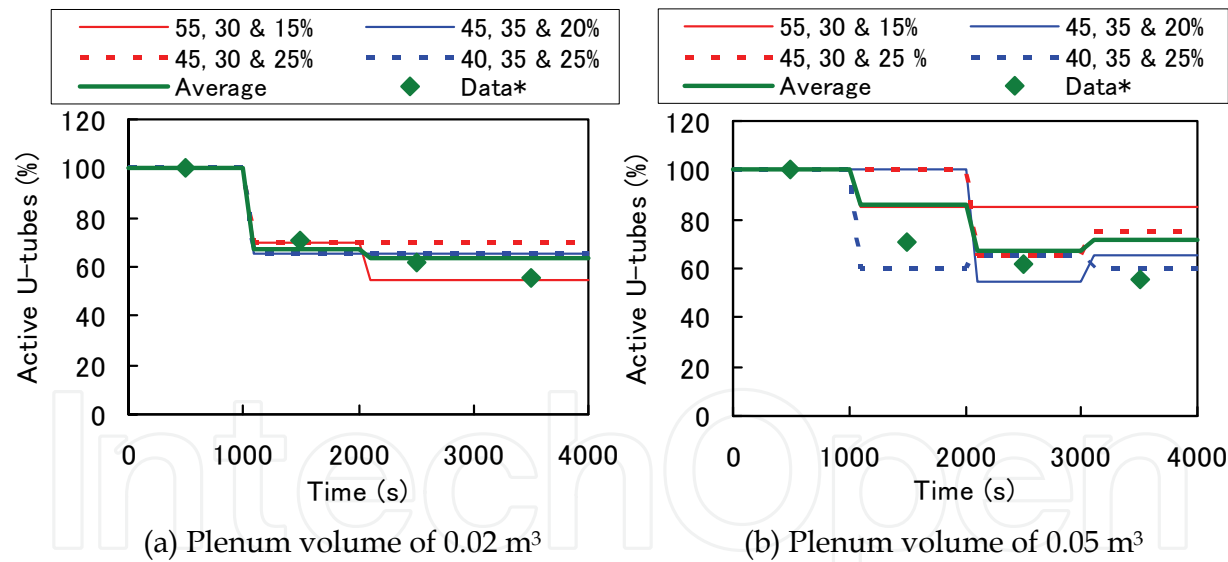 55, 30 & 15%
45, 35 & 20%
45, 30 & 25%
40, 35 & 25%
Average
Data*
120
100
80
60
40
20
0
Active U-tubes (%)
0 1000 2000 3000 4000
Time (s)
(a) Plenum volume of 0.02 m³
55, 30 & 15%
45, 35 & 20%
45, 30 & 25 %
40, 35 & 25%
Average
Data*
120
100
80
60
40
20
0
Active U-tubes (%)
0 1000 2000 3000 4000
Time (s)
(b) Plenum volume of 0.05 m³
IntechOpen